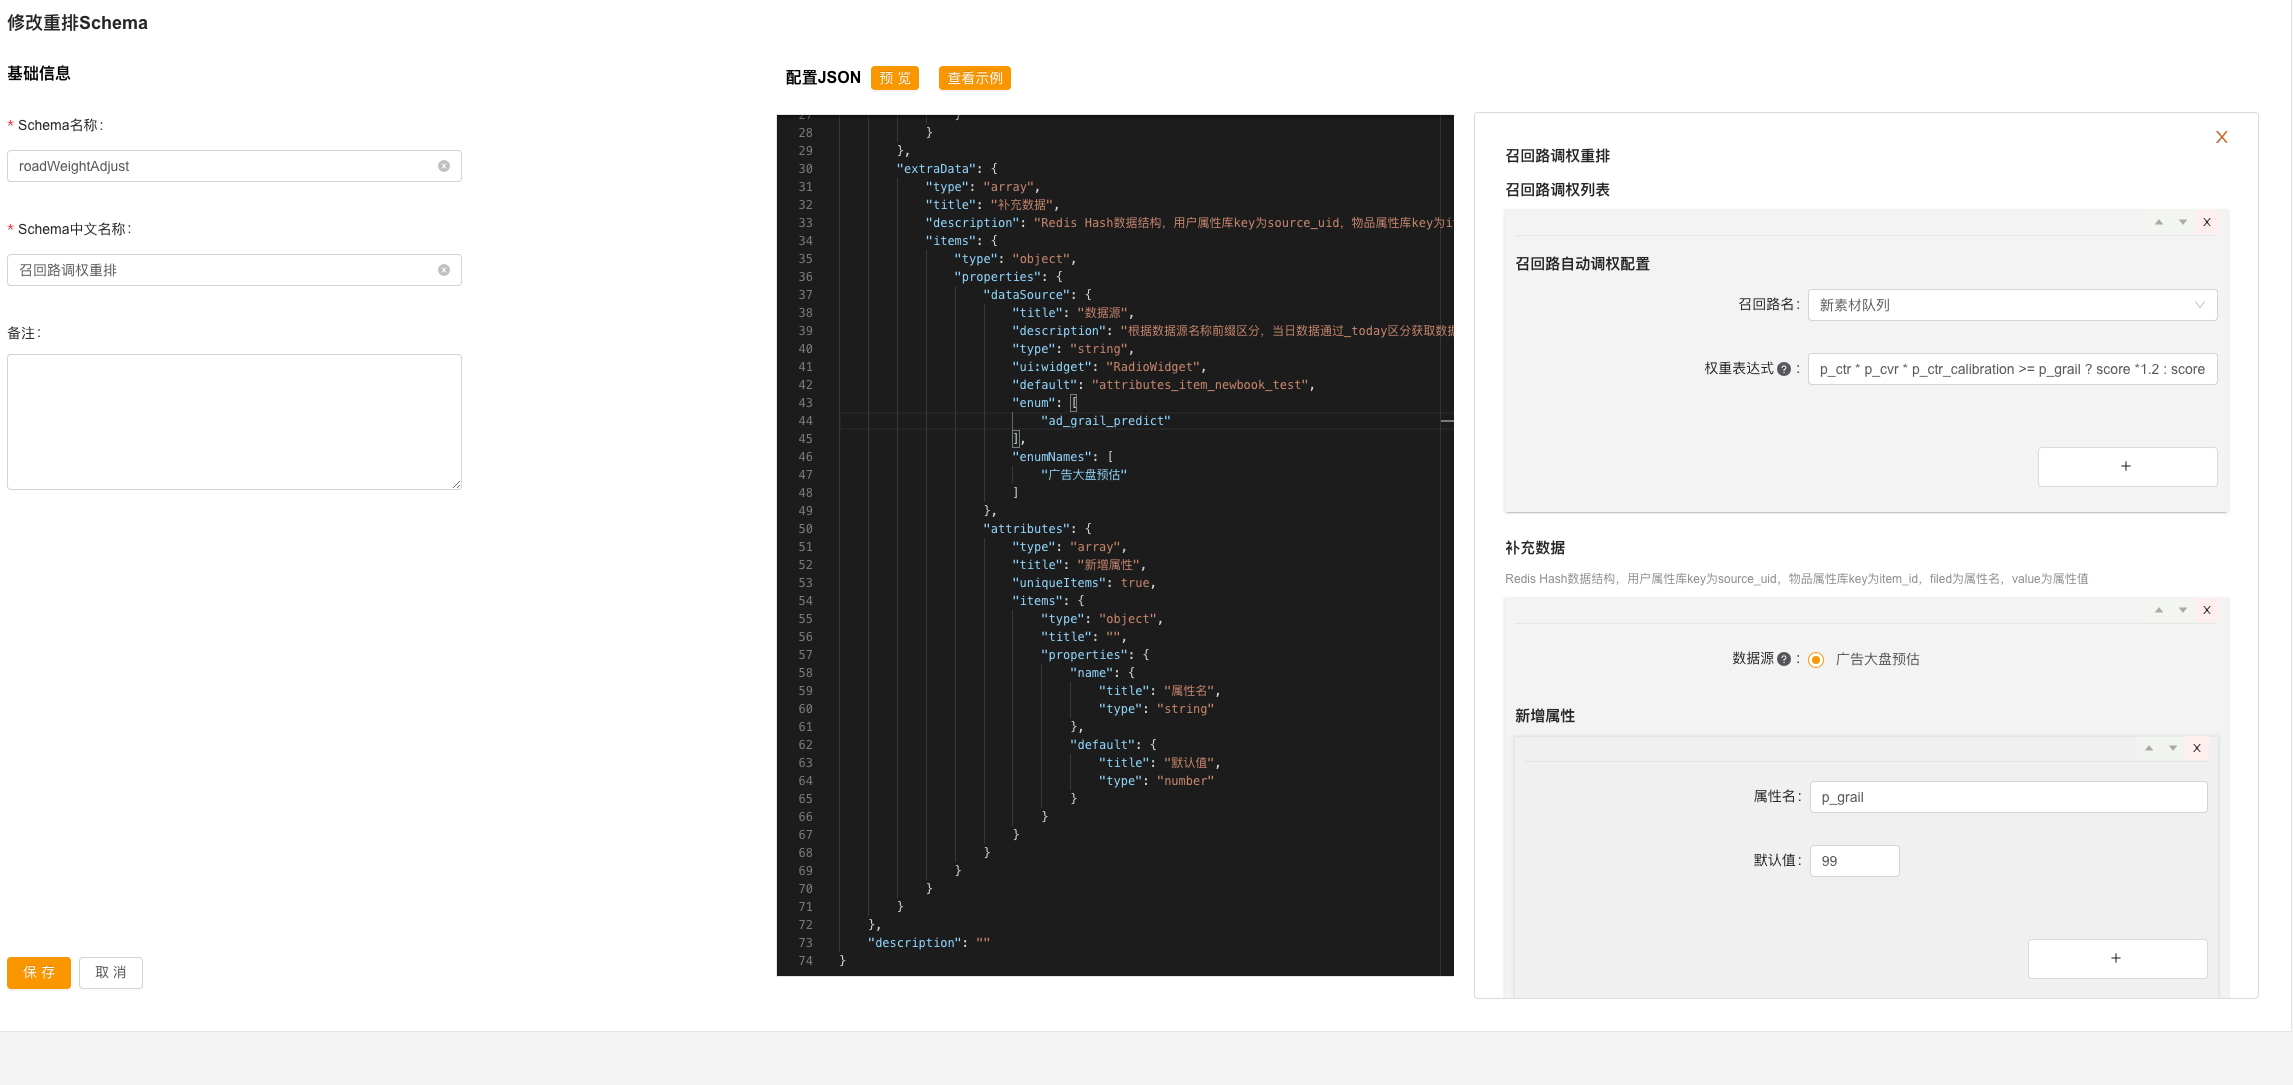 修改重排Schema
基础信息
* Schema名称：
roadWeightAdjust
* Schema中文名称：
召回路调权重排
备注：
保 存
取 消
配置JSON
预 览
查看示例
28 }
29 },
30 "extraData": {
31 "type": "array",
32 "title": "补充数据",
33 "description": "Redis Hash数据结构，用户属性库key为source_uid，物品属性库key为i
34 "items": {
35 "type": "object",
36 "properties": {
37 "dataSource": {
38 "title": "数据源",
39 "description": "根据数据源名称前缀区分，当日数据通过_today区分获取数据
40 "type": "string",
41 "ui:widget": "RadioWidget",
42 "default": "attributes_item_newbook_test",
43 "enum": [
44 "ad_grail_predict"
45 ],
46 "enumNames": [
47 "广告大盘预估"
48 ]
49 },
50 "attributes": {
51 "type": "array",
52 "title": "新增属性",
53 "uniqueItems": true,
54 "items": {
55 "type": "object",
56 "title": "",
57 "properties": {
58 "name": {
59 "title": "属性名",
60 "type": "string"
61 },
62 "default": {
63 "title": "默认值",
64 "type": "number"
65 }
66 }
67 }
68 }
69 }
70 }
71 }
72 },
73 "description": ""
74 }
X
召回路调权重排
召回路调权列表
X
召回路自动调权配置
召回路名：
新素材队列
权重表达式 ? ：
p_ctr * p_cvr * p_ctr_calibration >= p_grail ? score *1.2 : score
+
补充数据
Redis Hash数据结构，用户属性库key为source_uid，物品属性库key为item_id，filed为属性名，value为属性值
X
数据源 ? ：
广告大盘预估
新增属性
X
属性名：
p_grail
默认值：
99
+